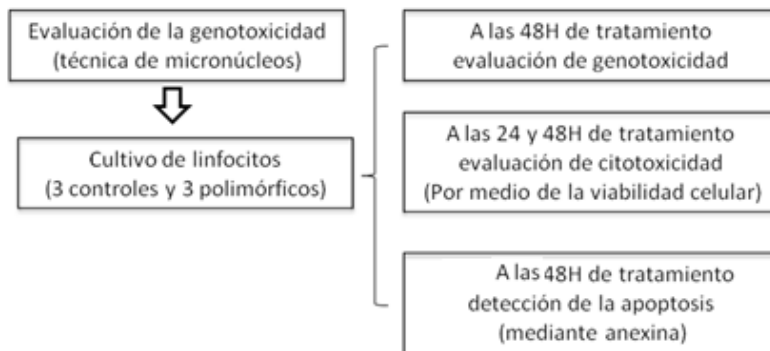 Evaluación de la genotoxicidad
(técnica de micronúcleos)
Cultivo de linfocitos
(3 controles y 3 polimórficos)
A las 48H de tratamiento
evaluación de genotoxicidad
A las 24 y 48H de tratamiento
evaluación de citotoxicidad
(Por medio de la viabilidad celular)
A las 48H de tratamiento
detección de la apoptosis
(mediante anexina)